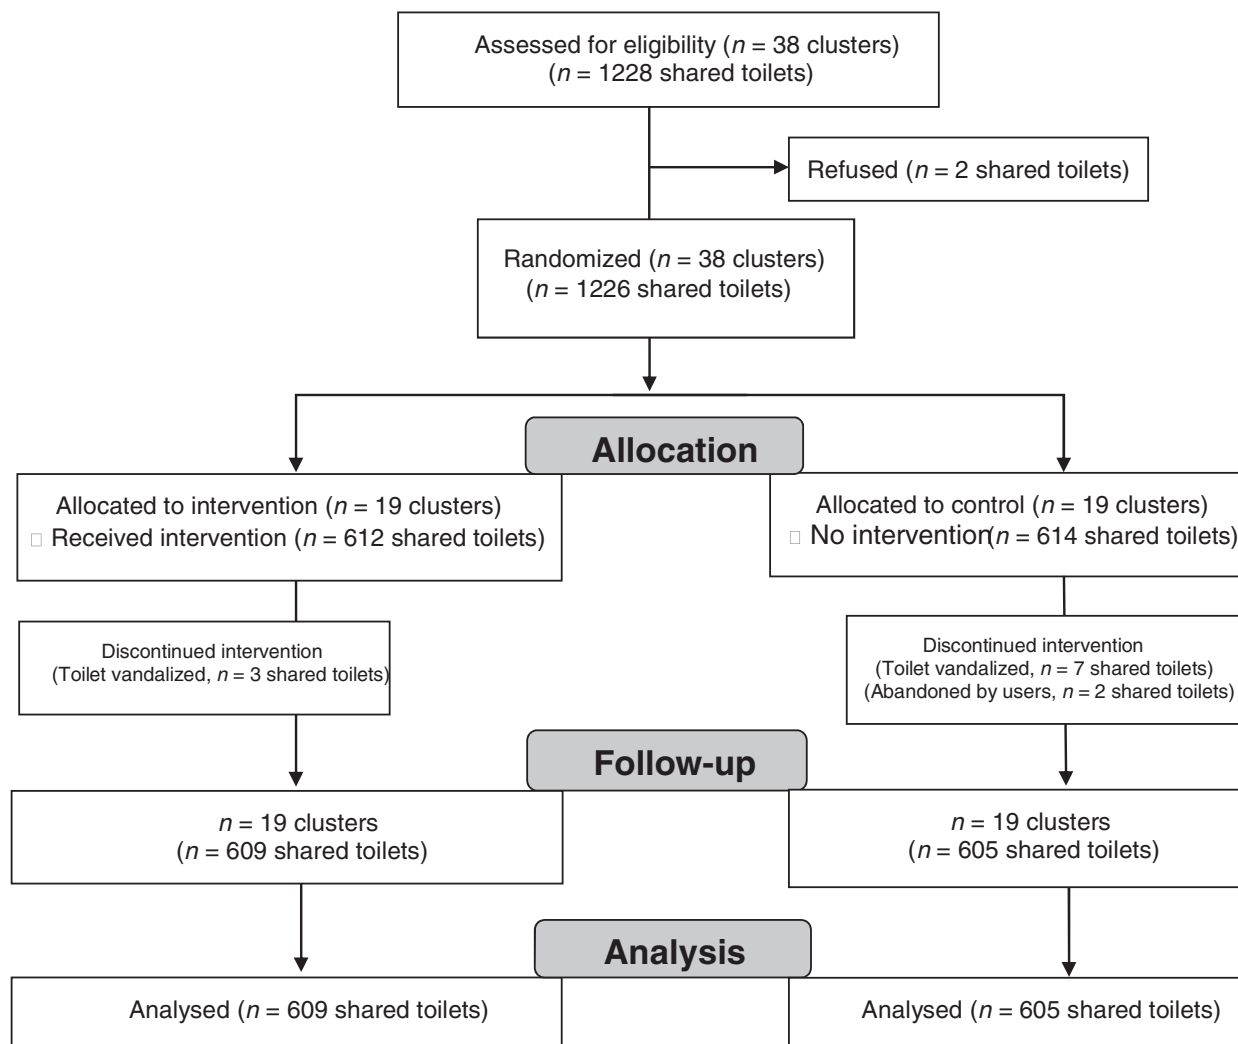 Assessed for eligibility (n = 38 clusters)
(n = 1228 shared toilets)
Refused (n = 2 shared toilets)
Randomized (n = 38 clusters)
(n = 1226 shared toilets)
Allocation
Allocated to intervention (n = 19 clusters)
□ Received intervention (n = 612 shared toilets)
Allocated to control (n = 19 clusters)
□ No intervention(n = 614 shared toilets)
Discontinued intervention
(Toilet vandalized, n = 3 shared toilets)
Discontinued intervention
(Toilet vandalized, n = 7 shared toilets)
(Abandoned by users, n = 2 shared toilets)
Follow-up
n = 19 clusters
(n = 609 shared toilets)
n = 19 clusters
(n = 605 shared toilets)
Analysis
Analysed (n = 609 shared toilets)
Analysed (n = 605 shared toilets)